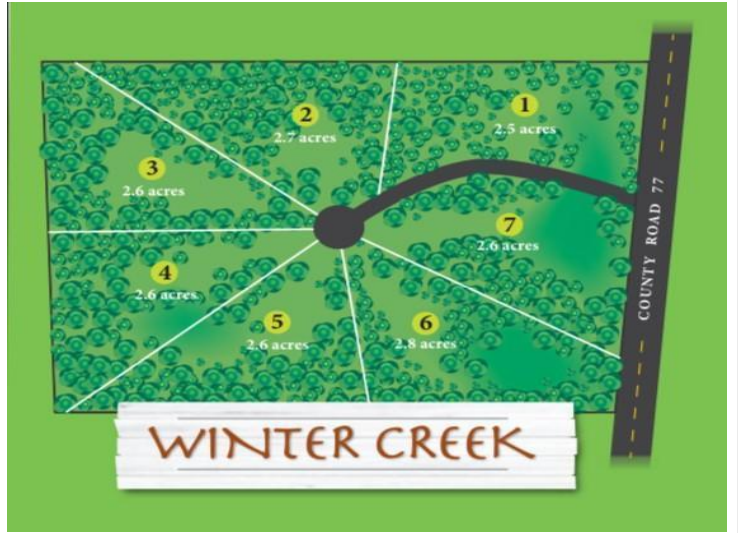 1
2.5 acres
2
2.7 acres
3
2.6 acres
4
2.6 acres
5
2.6 acres
6
2.8 acres
7
2.6 acres
COUNTY ROAD 77
WINTER CREEK